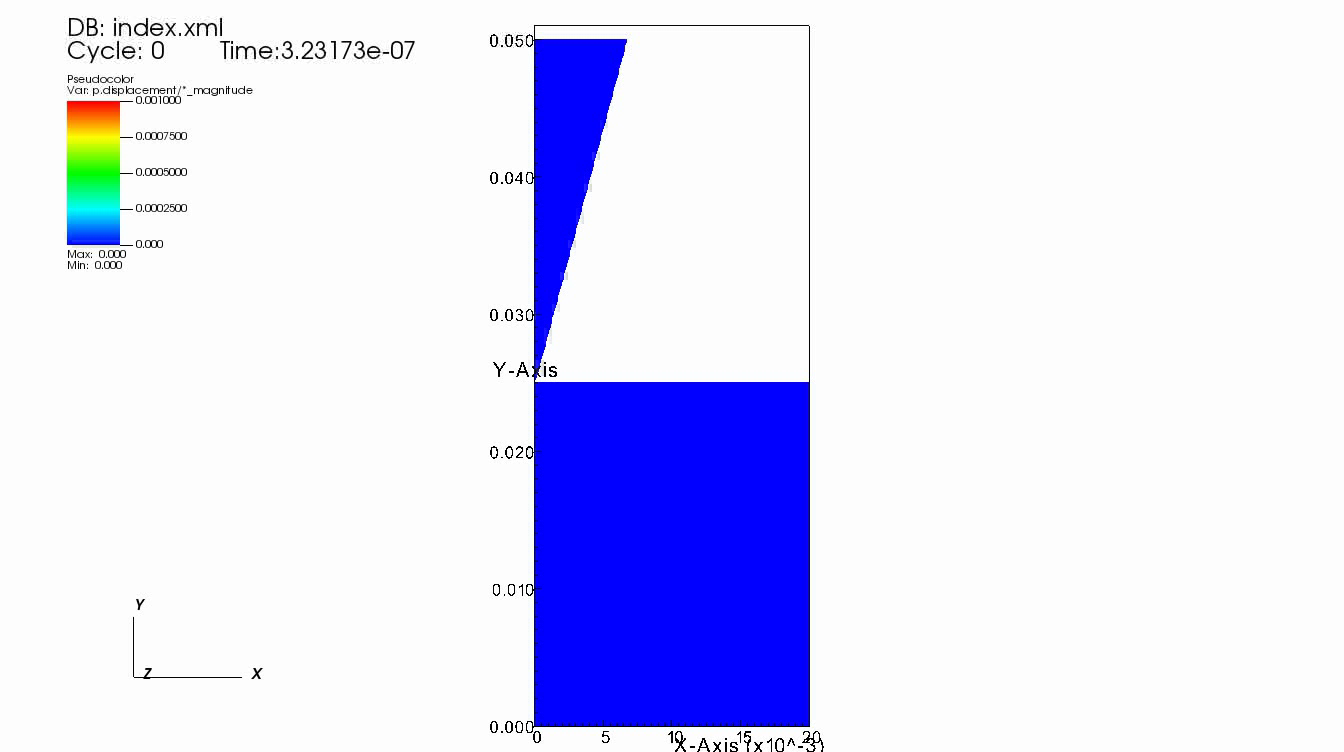 DB: index.xml
Cycle: 0 Time:3.23173e-07
Pseudocolor
Var: p.displacement/*_magnitude
0.001000
0.0007500
0.0005000
0.0002500
0.000
Max: 0.000
Min: 0.000
0.050
0.040
0.030
Y-Axis
0.020
0.010
0.000
0 5 10 15 20
X-Axis (x10^-3)
Y
Z X